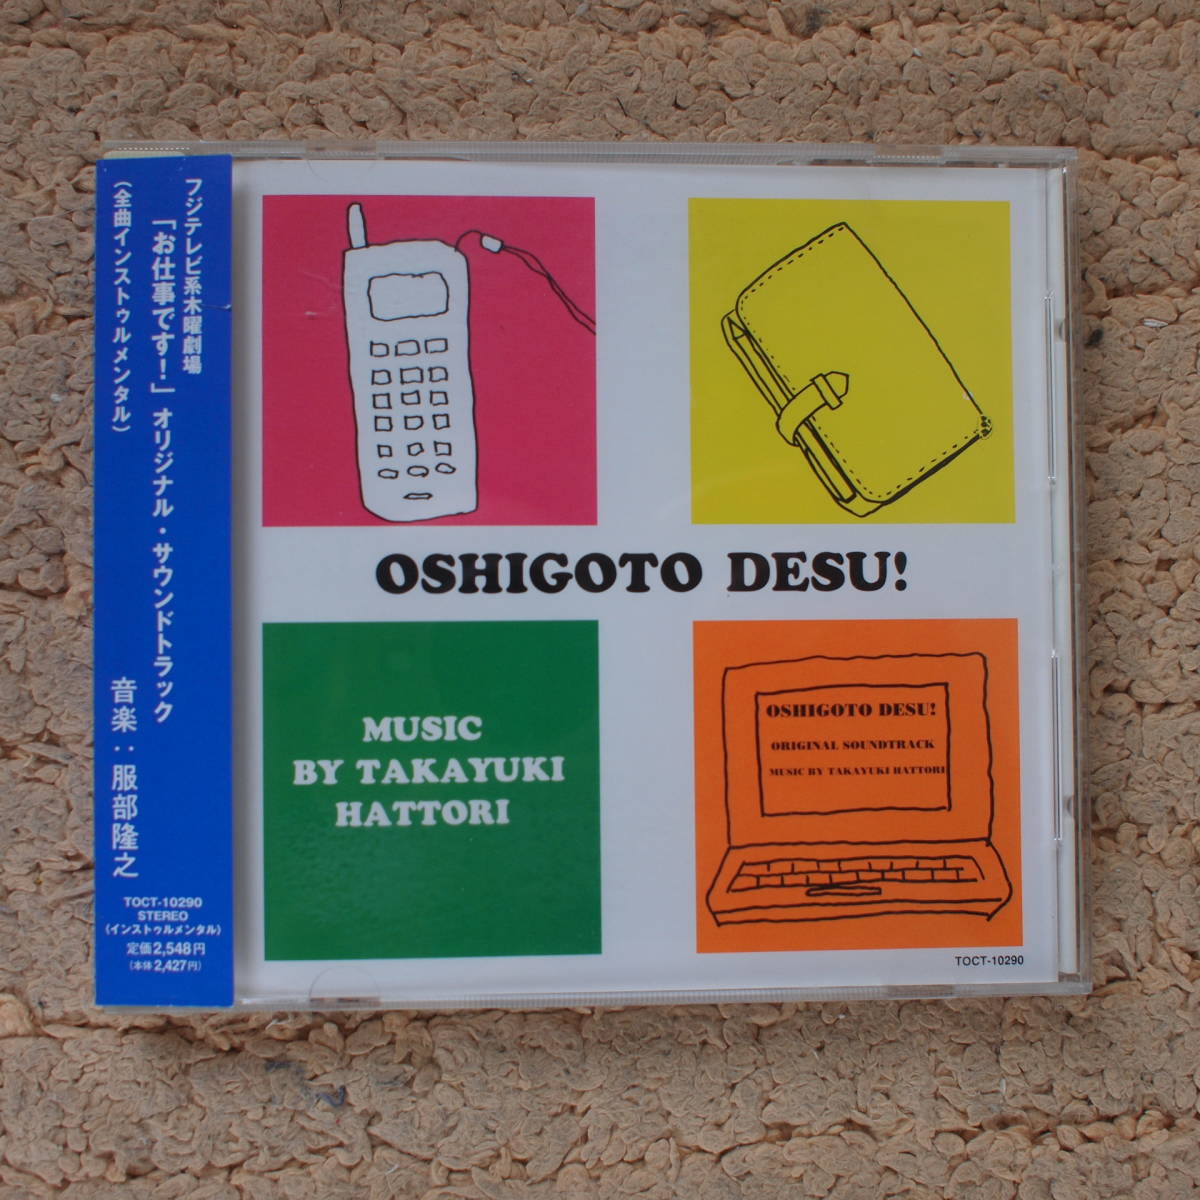 フジテレビ系木曜劇場
「お仕事です!」オリジナル・サウンドトラック
(全曲インストゥルメンタル)
音楽:服部隆之
TOCT-10290
STEREO
(インストゥルメンタル)
定価2,548円
(本体2,427円)
OSHIGOTO DESU!
MUSIC
BY TAKAYUKI
HATTORI
OSHIGOTO DESU!
ORIGINAL SOUNDTRACK
MUSIC BY TAKAYUKI HATTORI
TOCT-10290